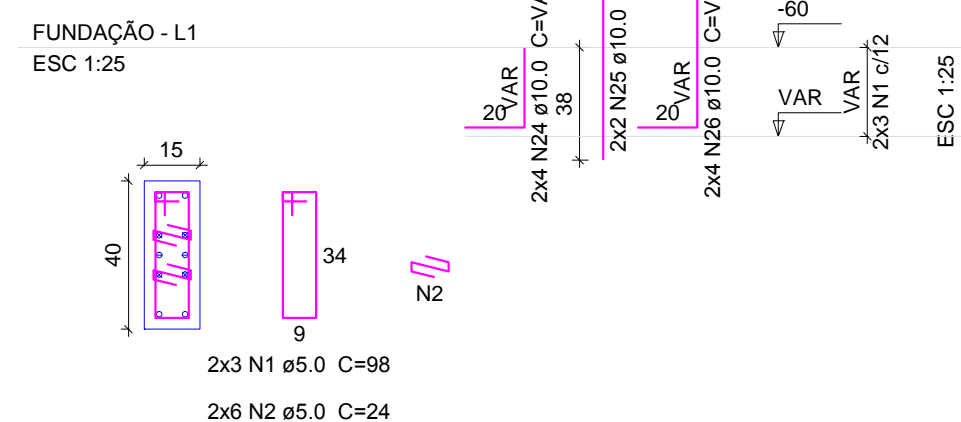 FUNDAÇÃO - L1
ESC 1:25
15
40
34
9
N2
2x3 N1 ø5.0 C=98
2x6 N2 ø5.0 C=24
20
VAR
2x4 N24 ø10.0
38
2x2 N25 ø10.0
20
VAR
2x4 N26 ø10.0
-60
VAR
VAR
2x3 N1 c/12
ESC 1:25